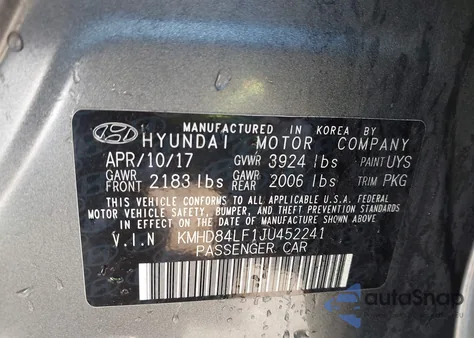 MANUFACTURED IN KOREA BY
HYUNDAI MOTOR COMPANY
APR/10/17 GVWR 3924 lbs PAINT UYS
GAWR FRONT 2183 lbs GAWR REAR 2006 lbs TRIM PKG
THIS VEHICLE CONFORMS TO ALL APPLICABLE U.S.A. FEDERAL
MOTOR VEHICLE SAFETY, BUMPER, AND THEFT PREVENTION
STANDARDS IN EFFECT ON THE DATE OF MANUFACTURE SHOWN ABOVE.
V.I.N KMHD84LF1JU452241
PASSENGER CAR
autoSnap